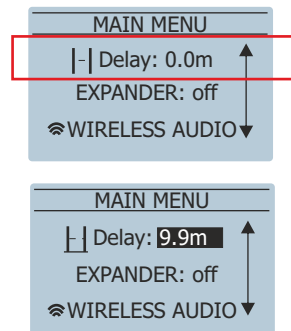 MAIN MENU
Delay: 0.0m
EXPANDER: off
WIRELESS AUDIO
MAIN MENU
Delay: 9.9m
EXPANDER: off
WIRELESS AUDIO